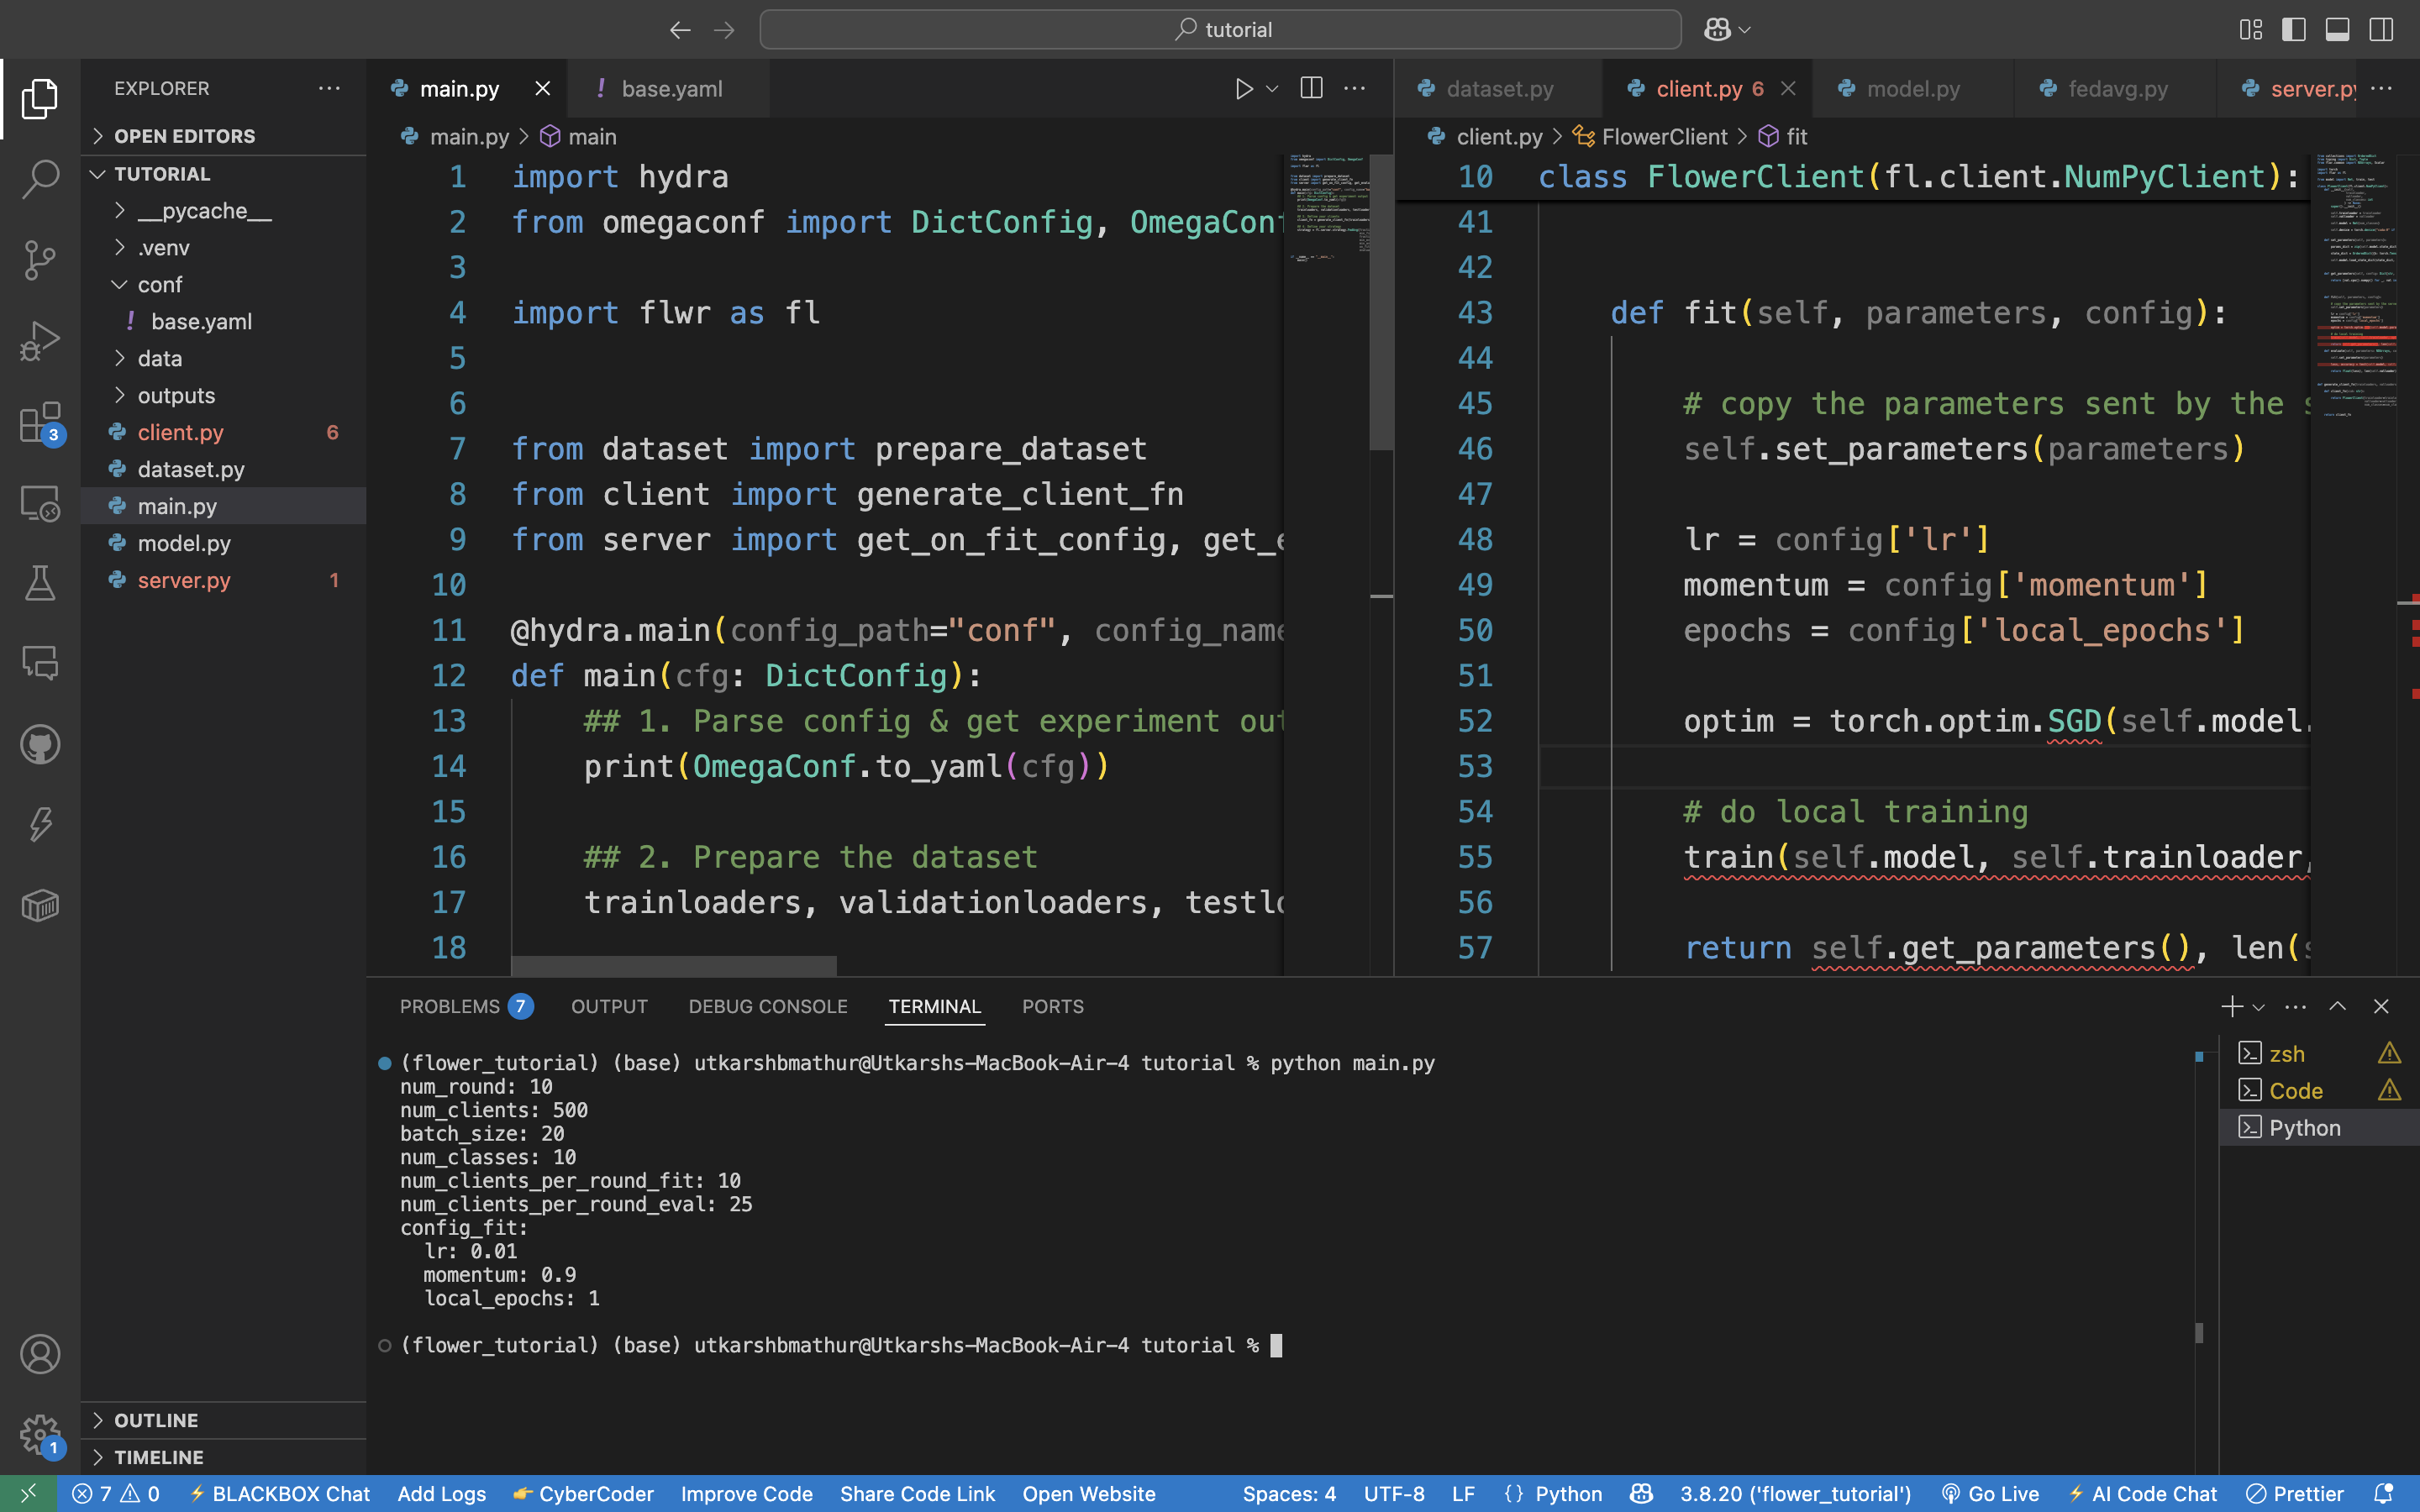 tutorial
EXPLORER
OPEN EDITORS
TUTORIAL
__pycache__
.venv
conf
! base.yaml
data
outputs
client.py 6
dataset.py
main.py
model.py
server.py 1
OUTLINE
TIMELINE
3
1
main.py
! base.yaml
main.py > main
1 import hydra
2 from omegaconf import DictConfig, OmegaConf
3
4 import flwr as fl
5
6
7 from dataset import prepare_dataset
8 from client import generate_client_fn
9 from server import get_on_fit_config, get_e
10
11 @hydra.main(config_path="conf", config_name
12 def main(cfg: DictConfig):
13 ## 1. Parse config & get experiment out
14 print(OmegaConf.to_yaml(cfg))
15
16 ## 2. Prepare the dataset
17 trainloaders, validationloaders, testlo
18
dataset.py
client.py 6
model.py
fedavg.py
server.py
client.py > FlowerClient > fit
10 class FlowerClient(fl.client.NumPyClient):
41
42
43 def fit(self, parameters, config):
44
45 # copy the parameters sent by the s
46 self.set_parameters(parameters)
47
48 lr = config['lr']
49 momentum = config['momentum']
50 epochs = config['local_epochs']
51
52 optim = torch.optim.SGD(self.model.
53
54 # do local training
55 train(self.model, self.trainloader,
56
57 return self.get_parameters(), len(s
PROBLEMS 7 OUTPUT DEBUG CONSOLE TERMINAL PORTS
(flower_tutorial) (base) utkarshbmathur@Utkarshs-MacBook-Air-4 tutorial % python main.py
num_round: 10
num_clients: 500
batch_size: 20
num_classes: 10
num_clients_per_round_fit: 10
num_clients_per_round_eval: 25
config_fit:
lr: 0.01
momentum: 0.9
local_epochs: 1
(flower_tutorial) (base) utkarshbmathur@Utkarshs-MacBook-Air-4 tutorial %
zsh
Code
Python
7 0 BLACKBOX Chat Add Logs CyberCoder Improve Code Share Code Link Open Website Spaces: 4 UTF-8 LF {} Python 3.8.20 ('flower_tutorial') Go Live AI Code Chat Prettier